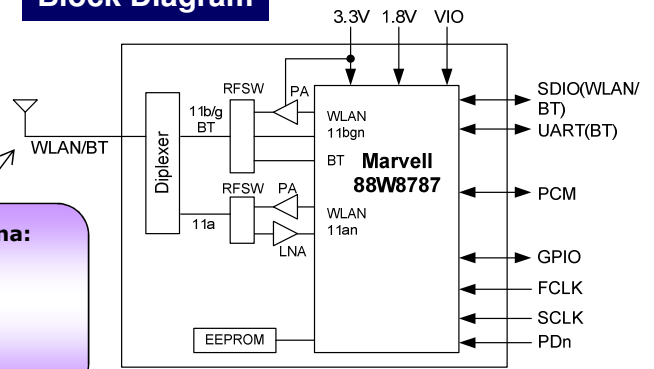 Block Diagram
3.3V 1.8V VIO
RFSW
PA
11b/g
BT
WLAN
11bgn
BT
WLAN/BT
Diplexer
Marvell
88W8787
RFSW
PA
11a
LNA
WLAN
11an
EEPROM
SDIO(WLAN/
BT)
UART(BT)
PCM
GPIO
FCLK
SCLK
PDn
na: